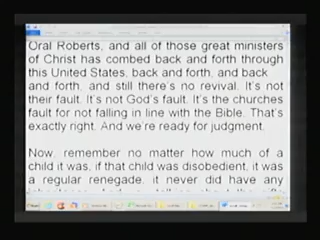 Oral Roberts, and all of those great ministers
of Christ has combed back and forth through
this United States, back and forth, and back
and forth, and still there's no revival. It's not
their fault. It's not God's fault. It's the churches
fault for not falling in line with the Bible. That's
exactly right. And we're ready for judgment.
Now, remember no matter how much of a
child it was, if that child was disobedient, it was
a regular renegade, it never did have any